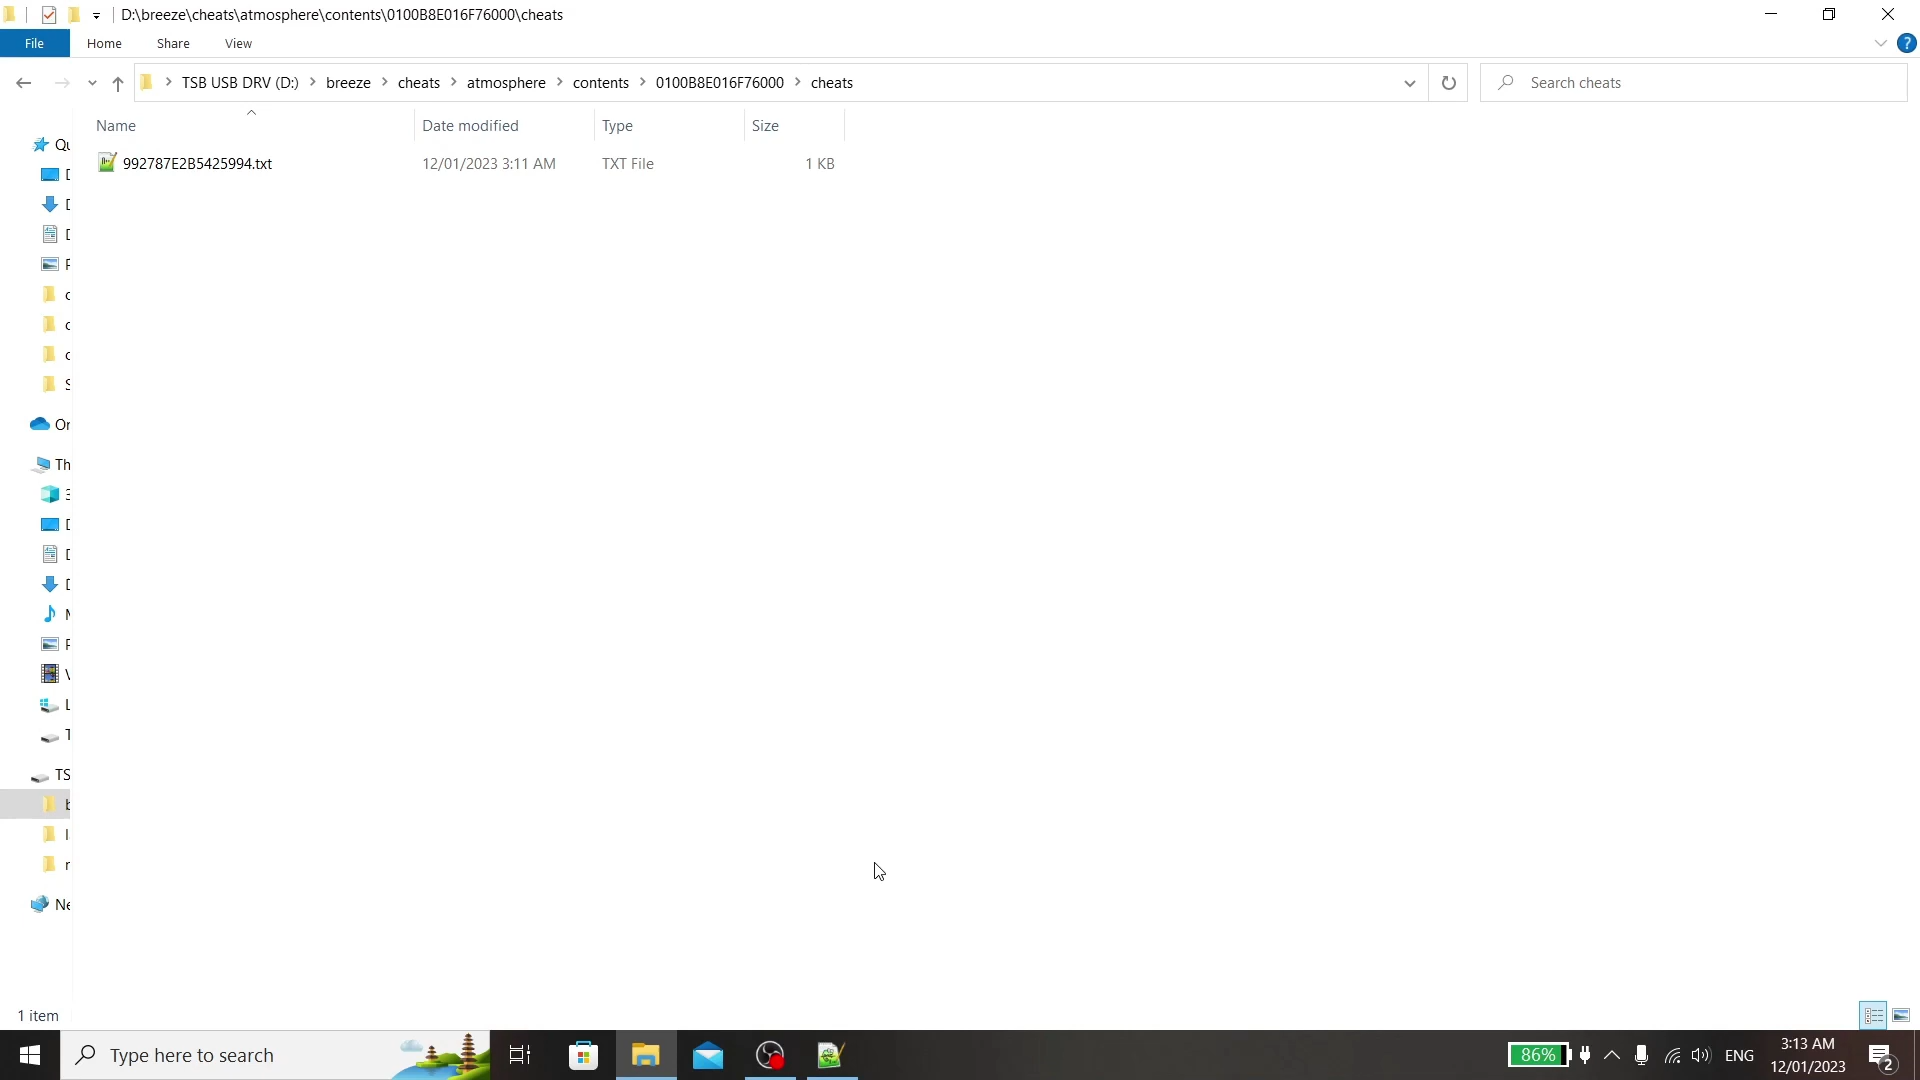 D:\breeze\cheats\atmosphere\contents\0100B8E016F76000\cheats
File Home Share View
TSB USB DRV (D:) breeze cheats atmosphere contents 0100B8E016F76000 cheats
Search cheats
Name Date modified Type Size
992787E2B5425994.txt 12/01/2023 3:11 AM TXT File 1 KB
1 item
Type here to search
86%
ENG
3:13 AM
12/01/2023
2